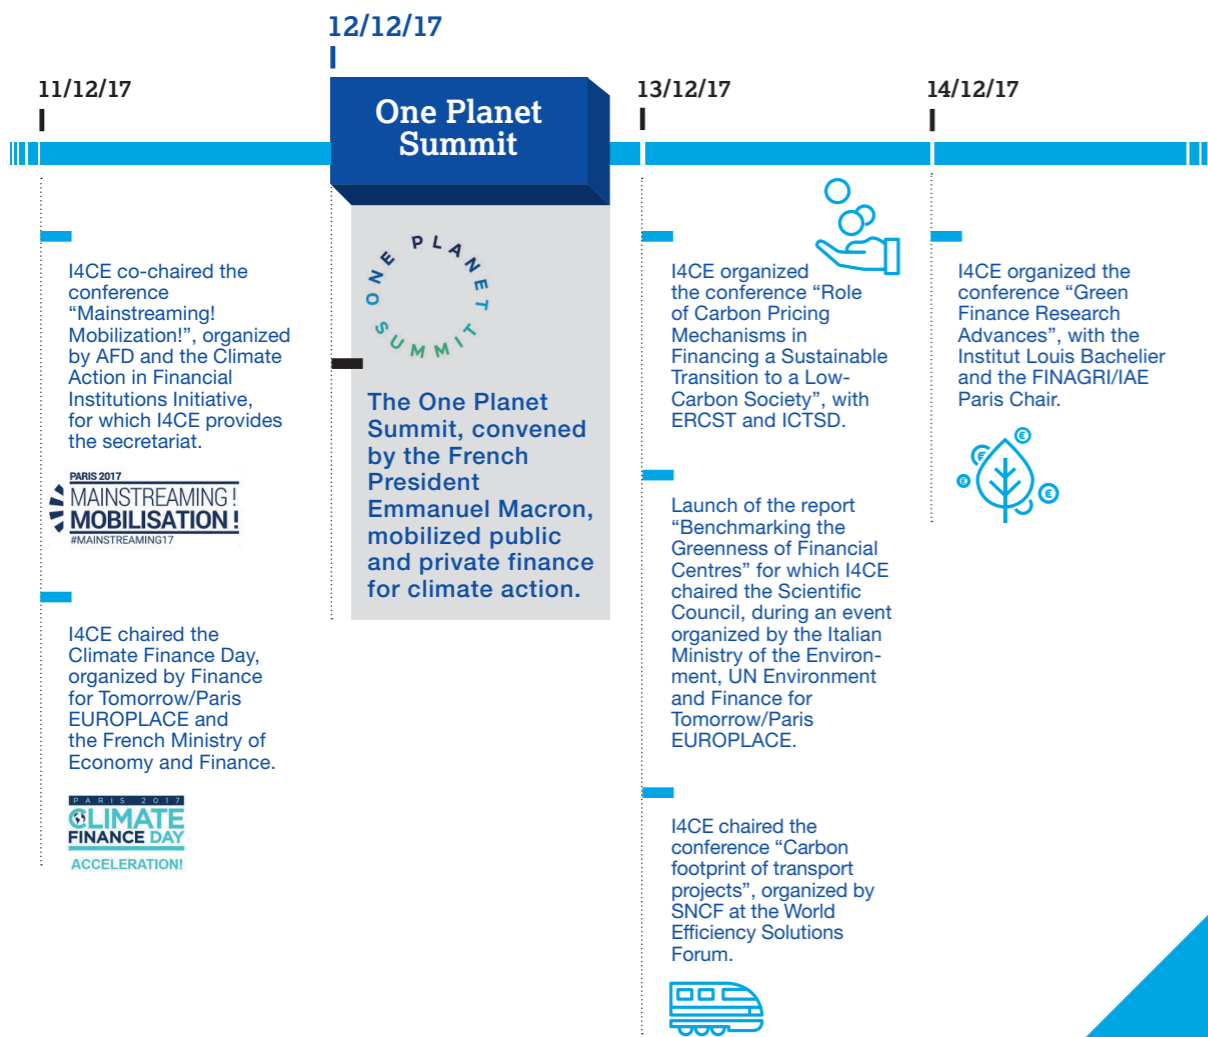 12/12/17
11/12/17
13/12/17
14/12/17
One Planet
Summit
I4CE co-chaired the
conference
“Mainstreaming!
Mobilization!”, organized
by AFD and the Climate
Action in Financial
Institutions Initiative,
for which I4CE provides
the secretariat.
PARIS 2017
MAINSTREAMING !
MOBILISATION !
#MAINSTREAMING17
I4CE chaired the
Climate Finance Day,
organized by Finance
for Tomorrow/Paris
EUROPLACE and
the French Ministry of
Economy and Finance.
PARIS 2017
CLIMATE
FINANCE DAY
ACCELERATION!
ONE PLANET SUMMIT
The One Planet
Summit, convened
by the French
President
Emmanuel Macron,
mobilized public
and private finance
for climate action.
I4CE organized
the conference “Role
of Carbon Pricing
Mechanisms in
Financing a Sustainable
Transition to a Low-
Carbon Society”, with
ERCST and ICTSD.
Launch of the report
“Benchmarking the
Greenness of Financial
Centres” for which I4CE
chaired the Scientific
Council, during an event
organized by the Italian
Ministry of the Environ-
ment, UN Environment
and Finance for
Tomorrow/Paris
EUROPLACE.
I4CE chaired the
conference “Carbon
footprint of transport
projects”, organized by
SNCF at the World
Efficiency Solutions
Forum.
I4CE organized the
conference “Green
Finance Research
Advances”, with the
Institut Louis Bachelier
and the FINAGRI/IAE
Paris Chair.
€
€
€
€